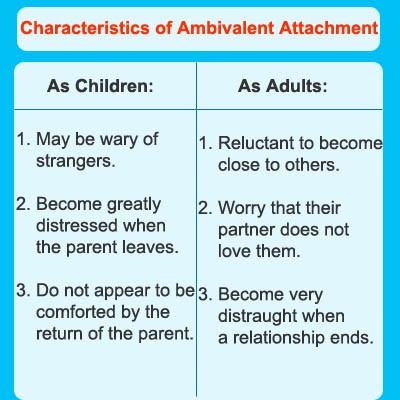 Characteristics of Ambivalent Attachment
As Children:
1. May be wary of
strangers.
2. Become greatly
distressed when
the parent leaves.
3. Do not appear to be
comforted by the
return of the parent.
As Adults:
1. Reluctant to become
close to others.
2. Worry that their
partner does not
love them.
3. Become very
distraught when
a relationship ends.